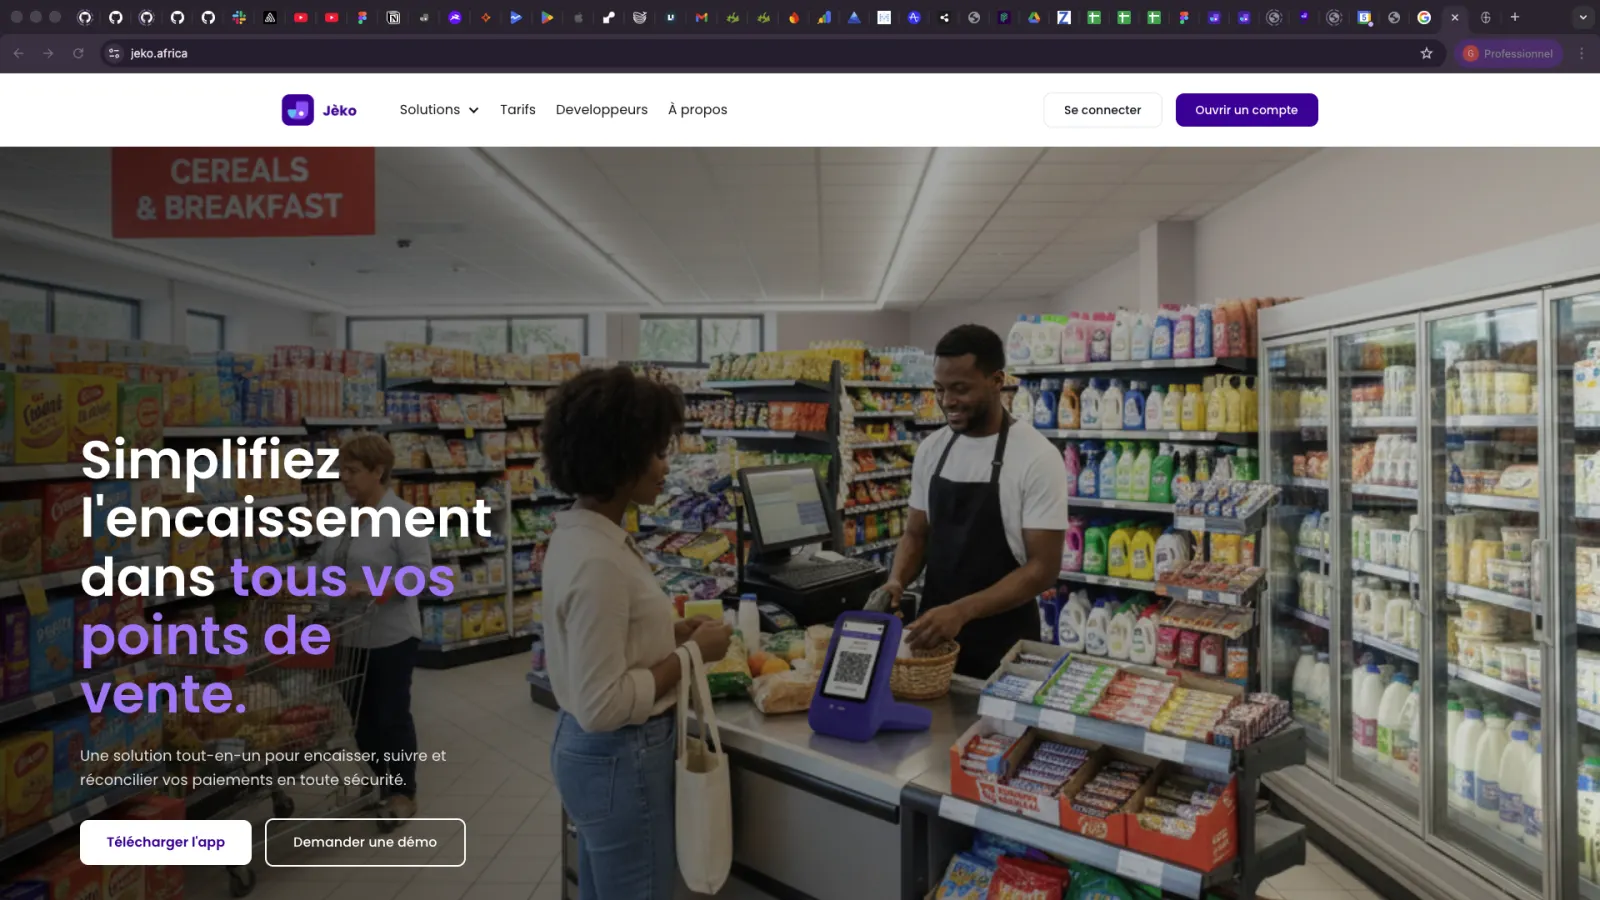 jeko.africa
Professionnel
Jèko
Solutions
Tarifs
Developpeurs
À propos
Se connecter
Ouvrir un compte
CEREALS
& BREAKFAST
Simplifiez
l'encaissement
dans tous vos
points de
vente.
Une solution tout-en-un pour encaisser, suivre et
réconcilier vos paiements en toute sécurité.
Télécharger l'app
Demander une démo